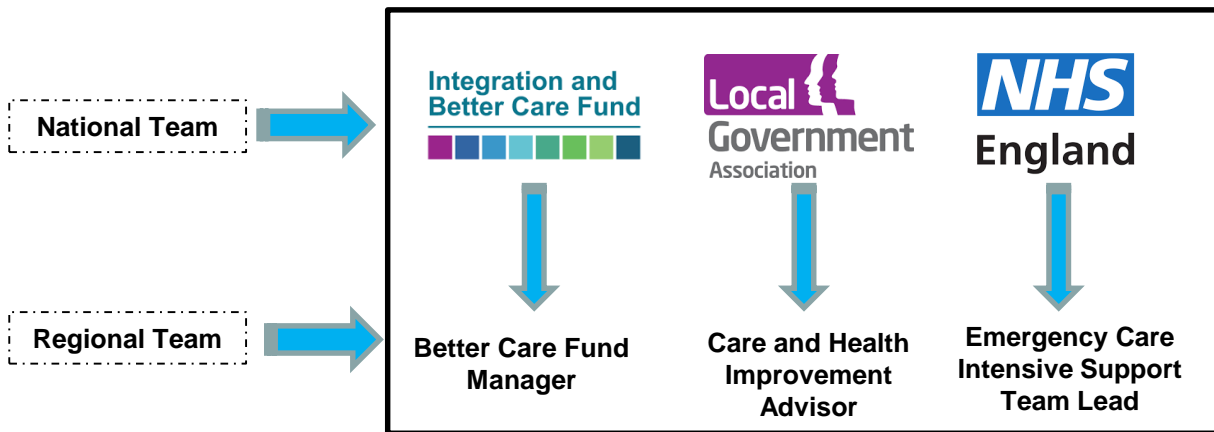 National Team
Integration and
Better Care Fund
Local
Government
Association
NHS
England
Regional Team
Better Care Fund
Manager
Care and Health
Improvement
Advisor
Emergency Care
Intensive Support
Team Lead